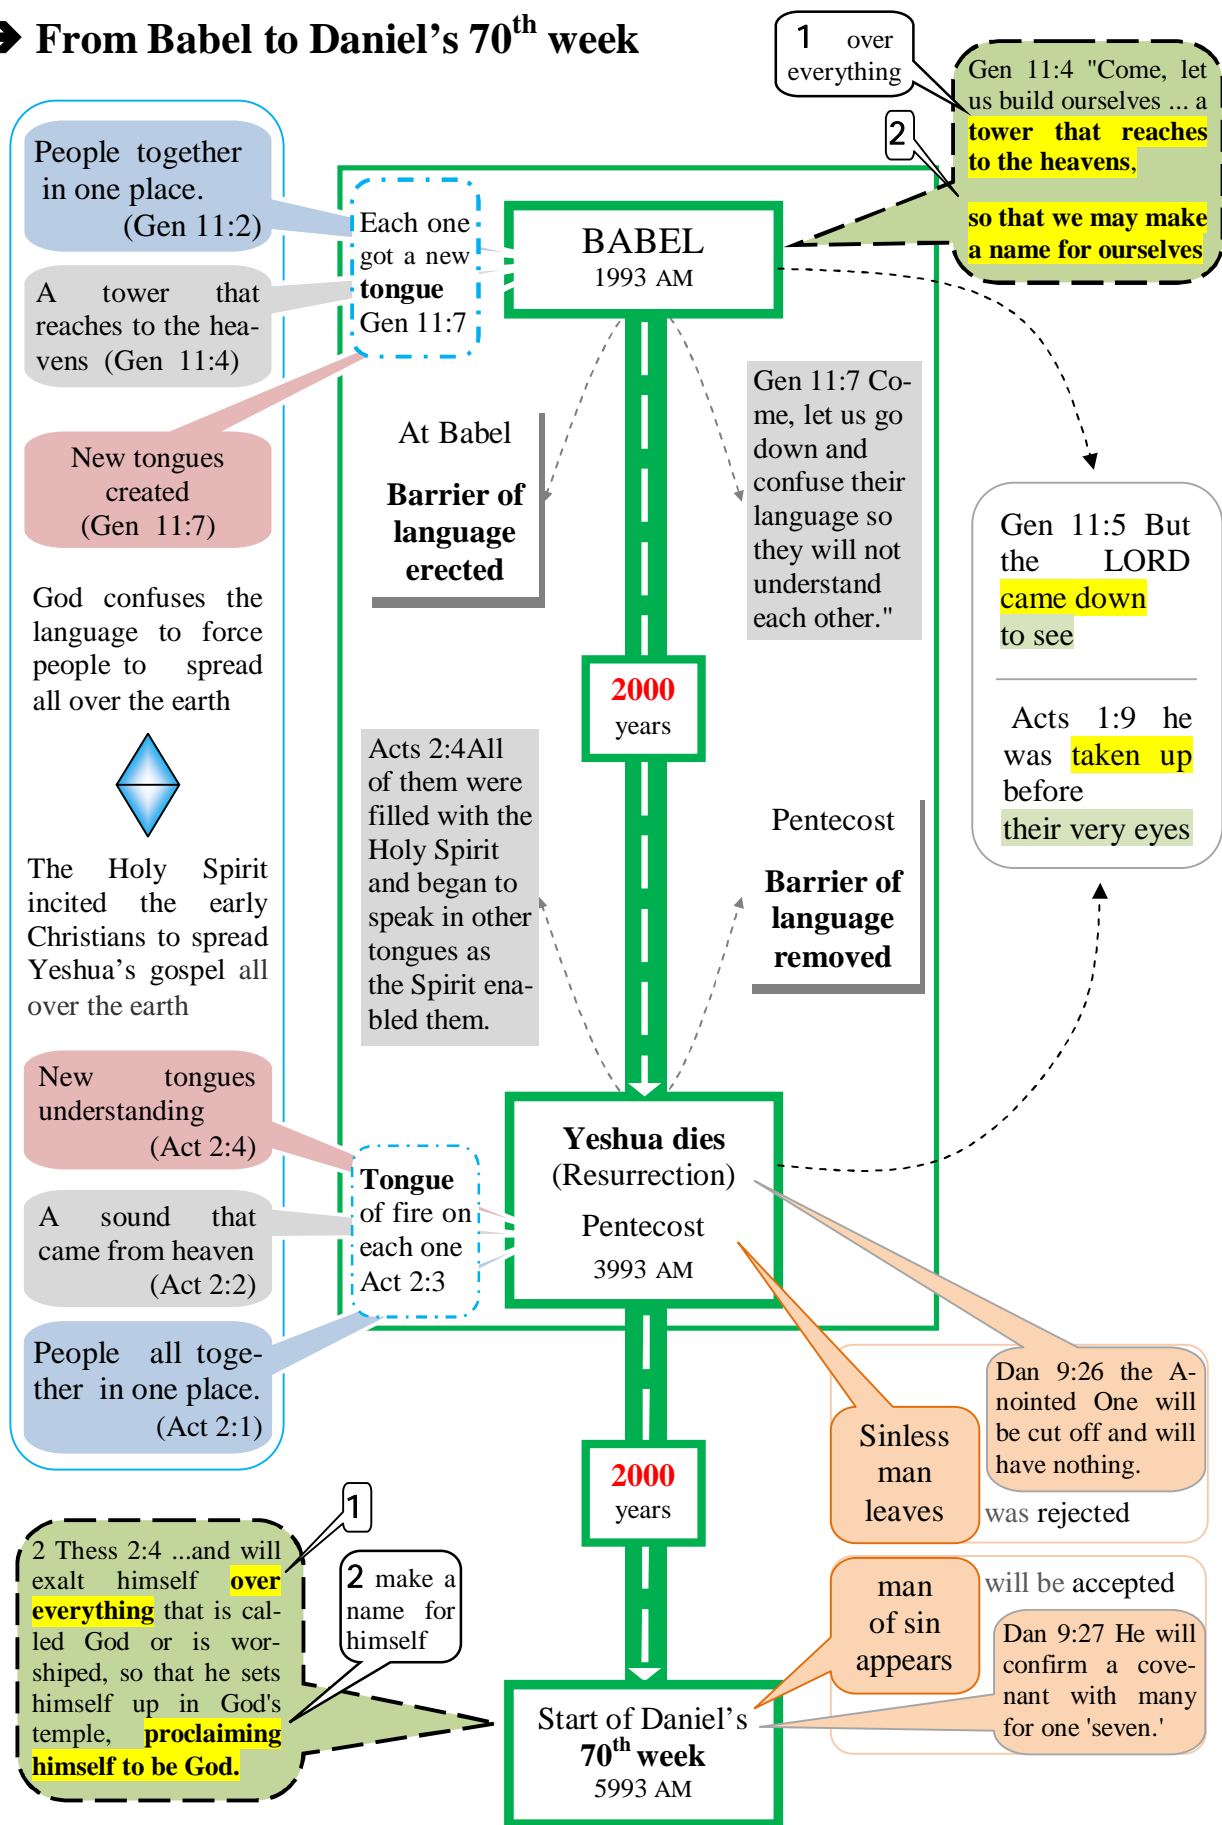 ➔ From Babel to Daniel's 70th week
1 over
everything
Gen 11:4 "Come, let
us build ourselves ... a
tower that reaches
to the heavens,
so that we may make
a name for ourselves
2
People together
in one place.
(Gen 11:2)
A tower that
reaches to the hea-
vens (Gen 11:4)
New tongues
created
(Gen 11:7)
God confuses the
language to force
people to spread
all over the earth
The Holy Spirit
incited the early
Christians to spread
Yeshua's gospel all
over the earth
New tongues
understanding
(Act 2:4)
A sound that
came from heaven
(Act 2:2)
People all toge-
ther in one place.
(Act 2:1)
Each one
got a new
tongue
Gen 11:7
BABEL
1993 AM
At Babel
Barrier of
language
erected
Gen 11:7 Co-
me, let us go
down and
confuse their
language so
they will not
understand
each other."
2000
years
Gen 11:5 But
the LORD
came down
to see
Acts 1:9 he
was taken up
before
their very eyes
Acts 2:4All
of them were
filled with the
Holy Spirit
and began to
speak in other
tongues as
the Spirit ena-
bled them.
Pentecost
Barrier of
language
removed
Tongue
of fire on
each one
Act 2:3
Yeshua dies
(Resurrection)
Pentecost
3993 AM
Dan 9:26 the A-
nointed One will
be cut off and will
have nothing.
Sinless
man
leaves
was rejected
2000
years
man
of sin
appears
will be accepted
Dan 9:27 He will
confirm a cove-
nant with many
for one 'seven.'
1
2 make a
name for
himself
2 Thess 2:4 ...and will
exalt himself over
everything that is cal-
led God or is wor-
shiped, so that he sets
himself up in God's
temple, proclaiming
himself to be God.
Start of Daniel's
70th week
5993 AM